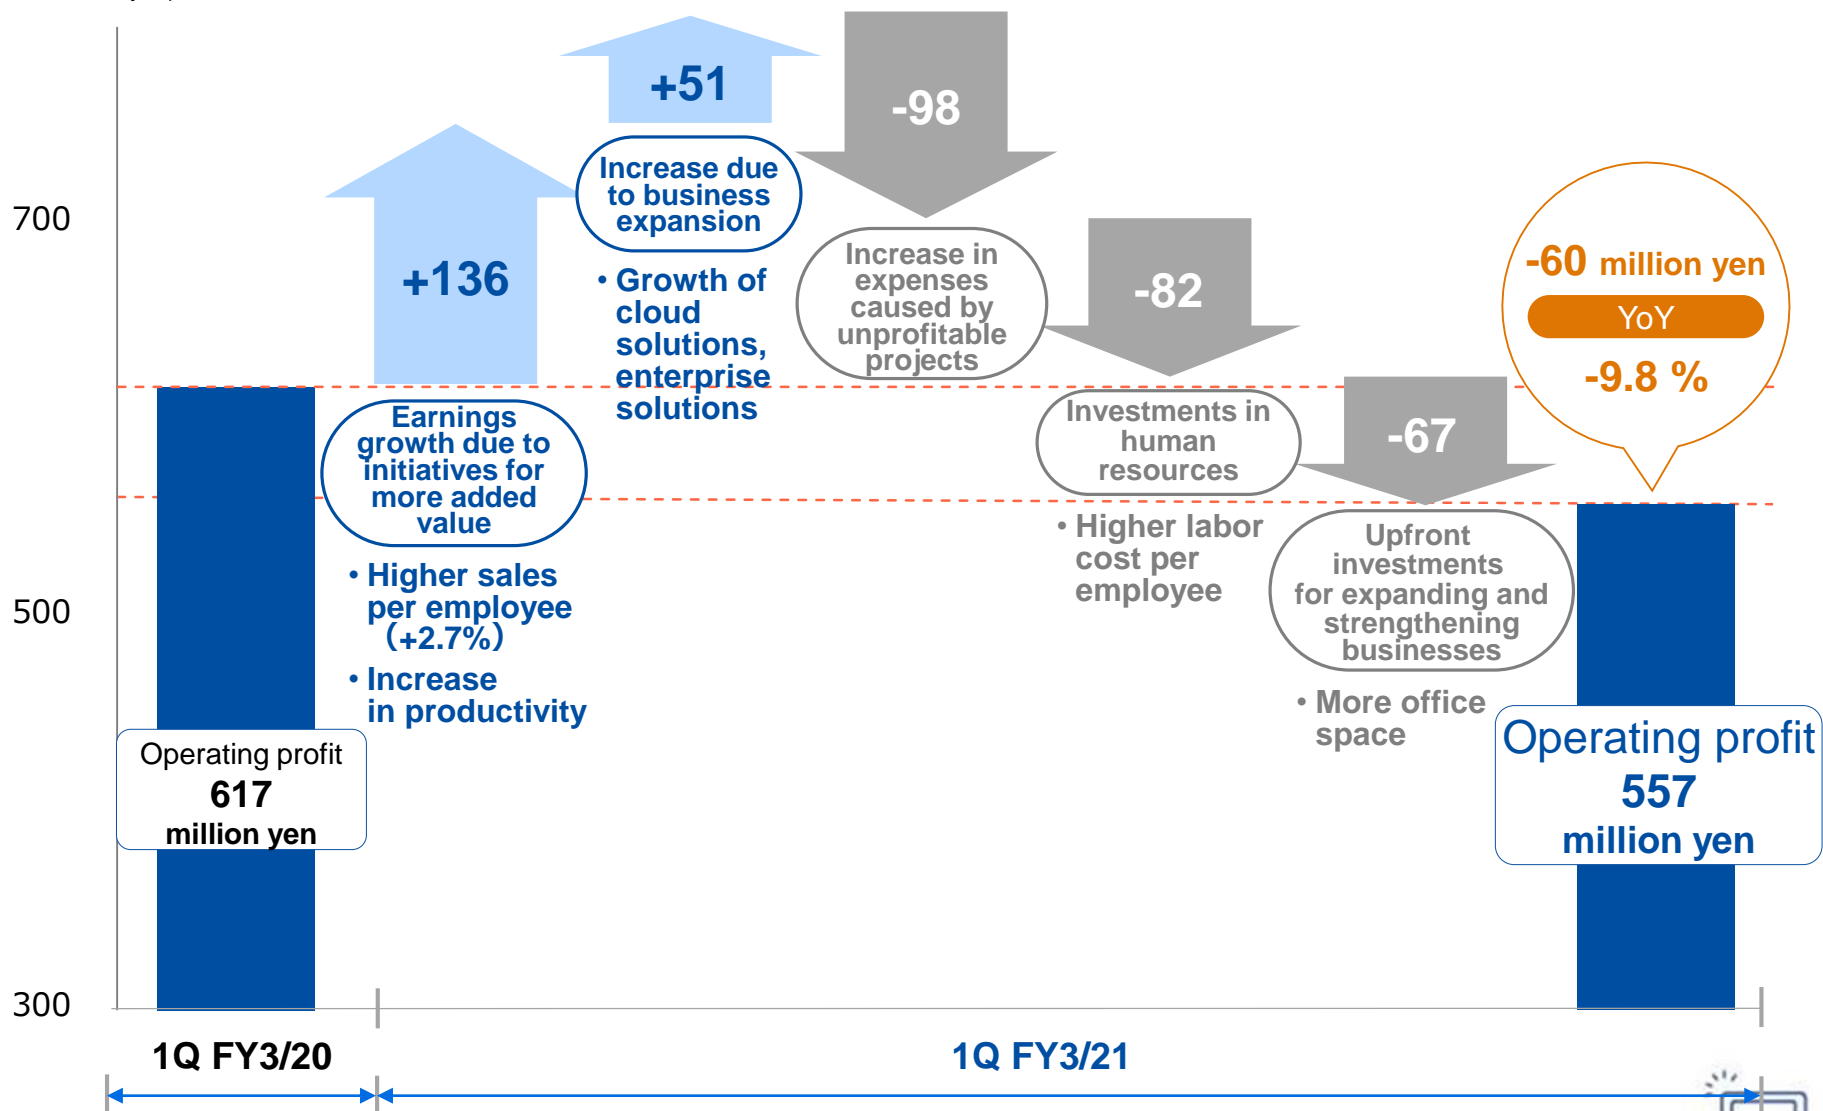 700
500
300
+136
Earnings
growth due to
initiatives for
more added
value
• Higher sales
per employee
(+2.7%)
• Increase
in productivity
+51
Increase due
to business
expansion
• Growth of
cloud
solutions,
enterprise
solutions
-98
Increase in
expenses
caused by
unprofitable
projects
-82
Investments in
human
resources
• Higher labor
cost per
employee
-67
Upfront
investments
for expanding and
strengthening
businesses
• More office
space
-60 million yen
YoY
-9.8 %
Operating profit
617
million yen
Operating profit
557
million yen
1Q FY3/20
1Q FY3/21